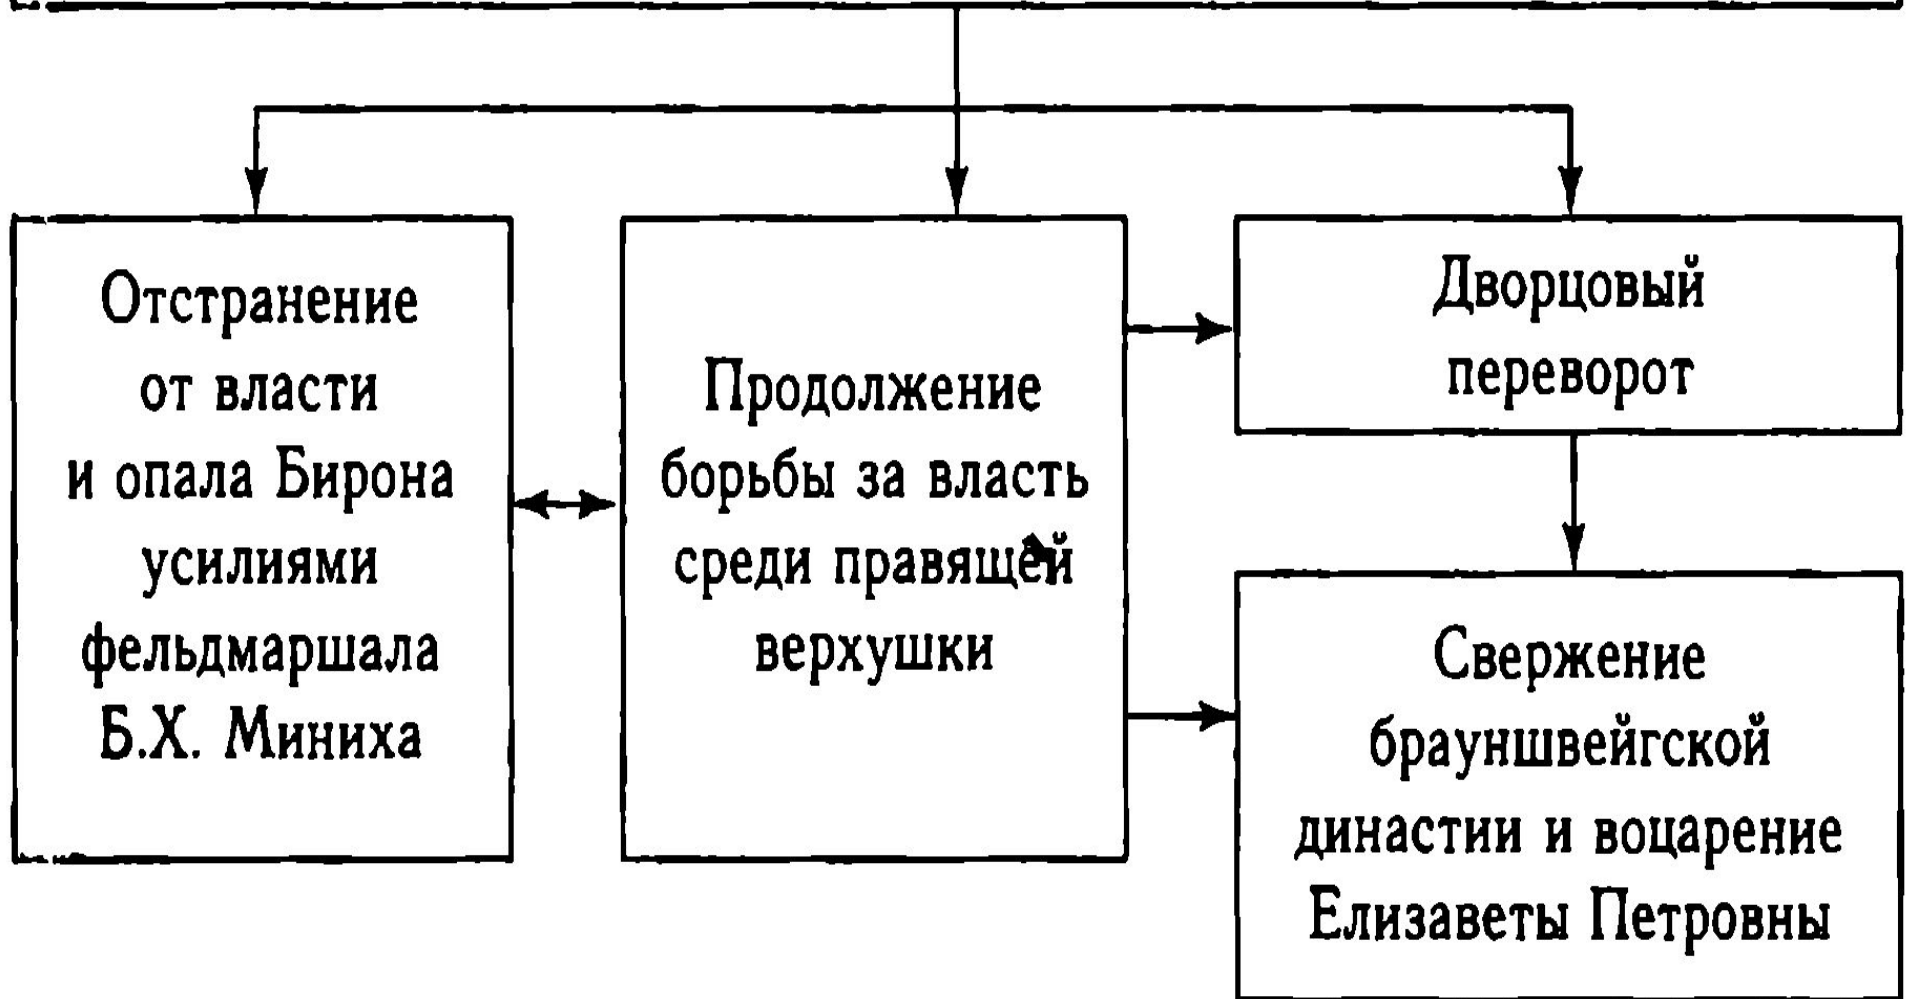 Отстранение
от власти
и опала Бирона
усилиями
фельдмаршала
Б.Х. Миниха
Продолжение
борьбы за власть
среди правящей
верхушки
Дворцовый
переворот
Свержение
брауншвейгской
династии и воцарение
Елизаветы Петровны